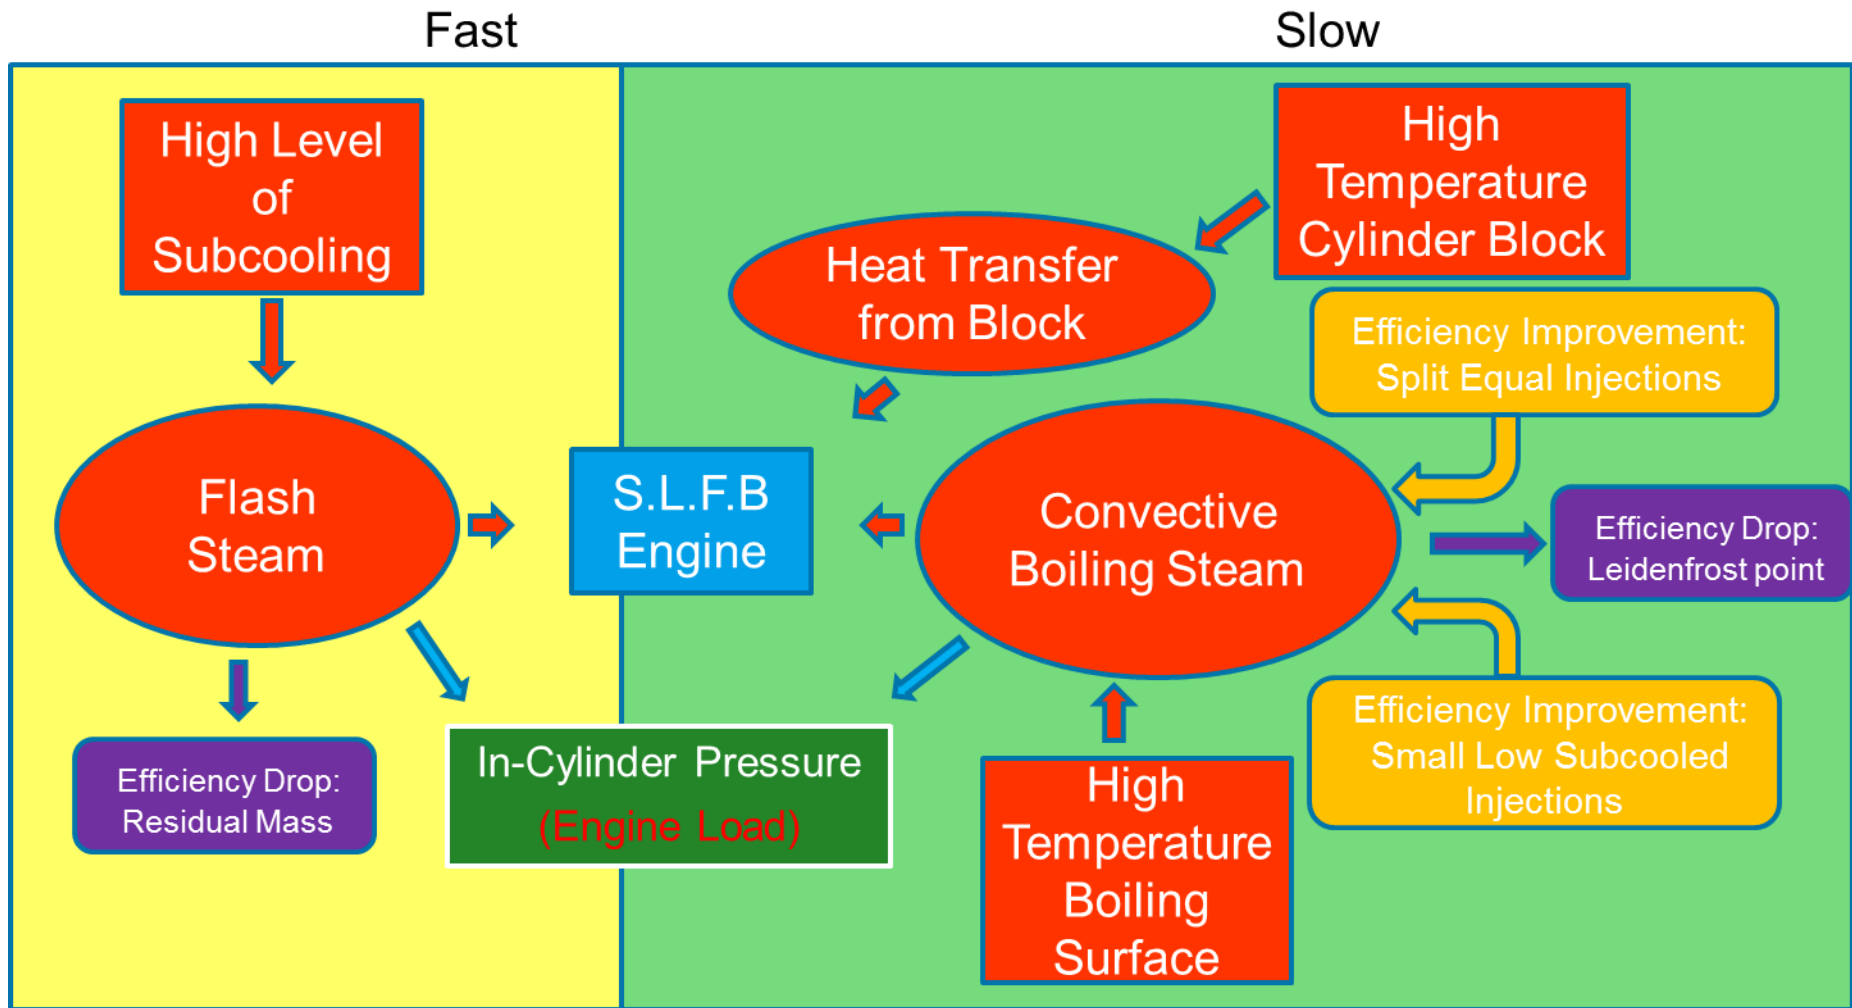 Fast
Slow
High Level
of
Subcooling
High
Temperature
Cylinder Block
Heat Transfer
from Block
Efficiency Improvement:
Split Equal Injections
Flash
Steam
S.L.F.B
Engine
Convective
Boiling Steam
Efficiency Drop:
Leidenfrost point
Efficiency Drop:
Residual Mass
In-Cylinder Pressure
(Engine Load)
High
Temperature
Boiling
Surface
Efficiency Improvement:
Small Low Subcooled
Injections